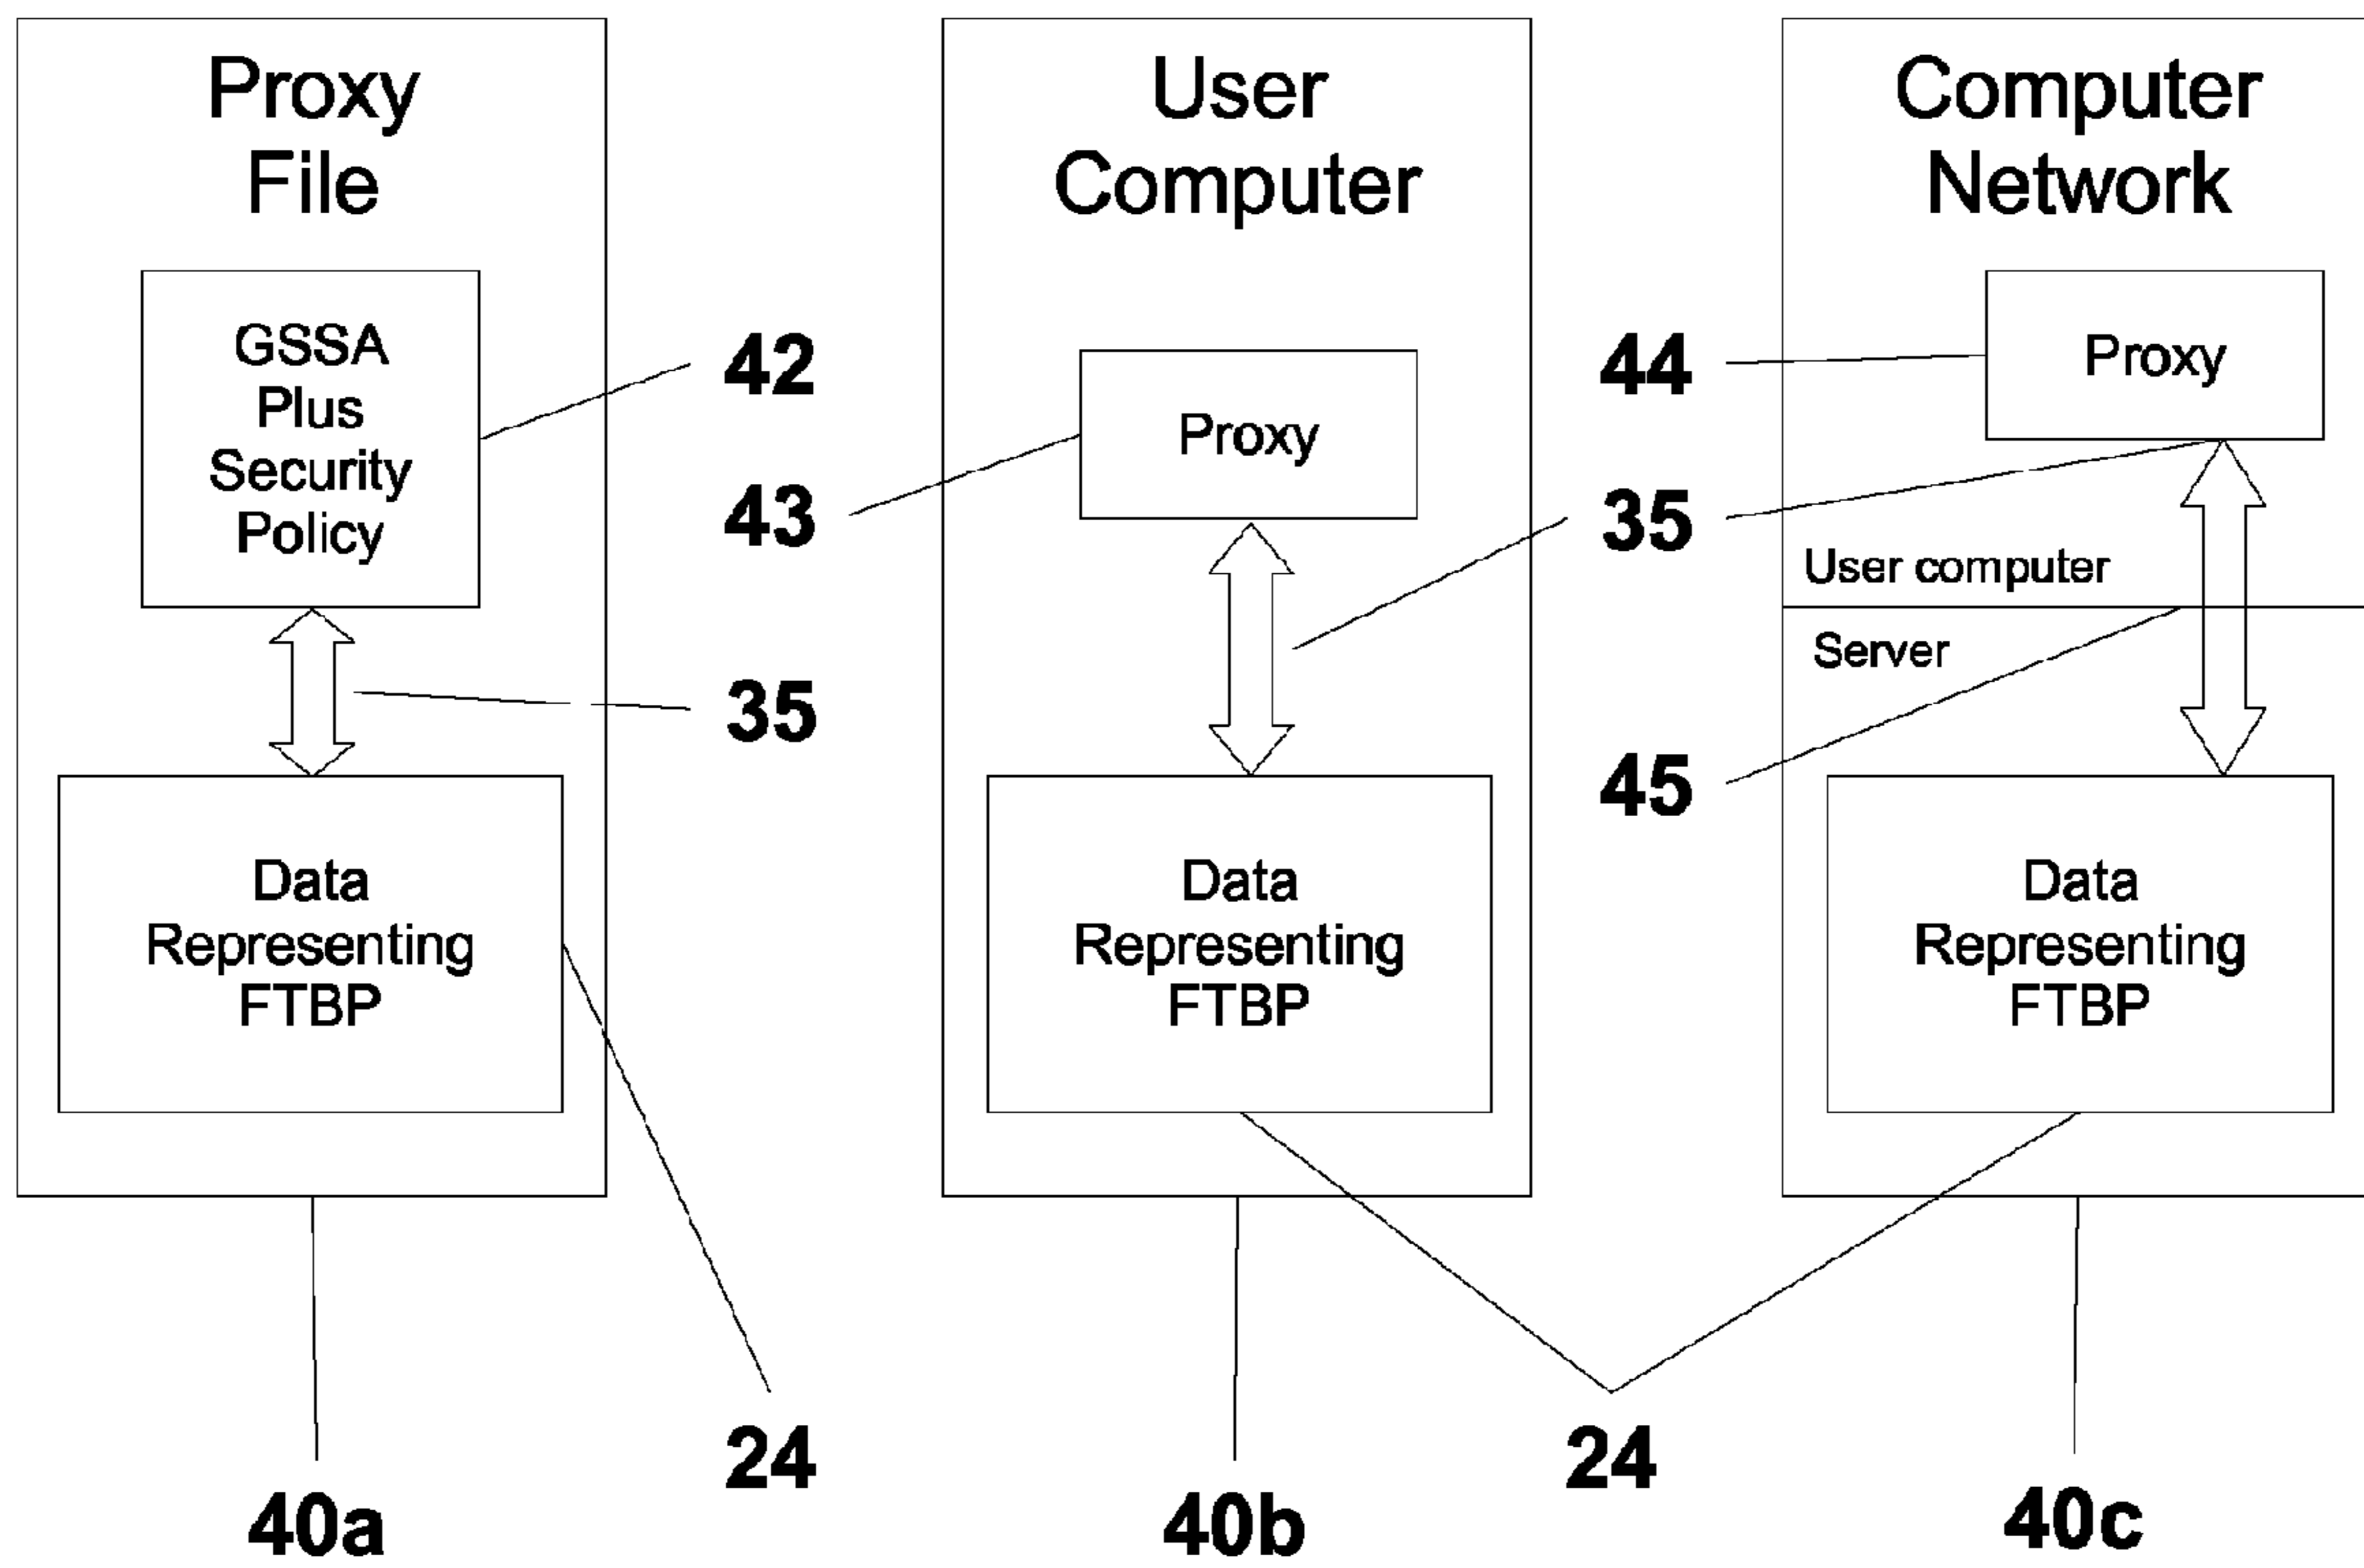 Proxy
File
GSSA
Plus
Security
Policy
Data
Representing
FTBP
40a
42
43
35
24
User
Computer
Proxy
Data
Representing
FTBP
40b
44
35
45
24
Computer
Network
Proxy
User computer
Server
Data
Representing
FTBP
40c